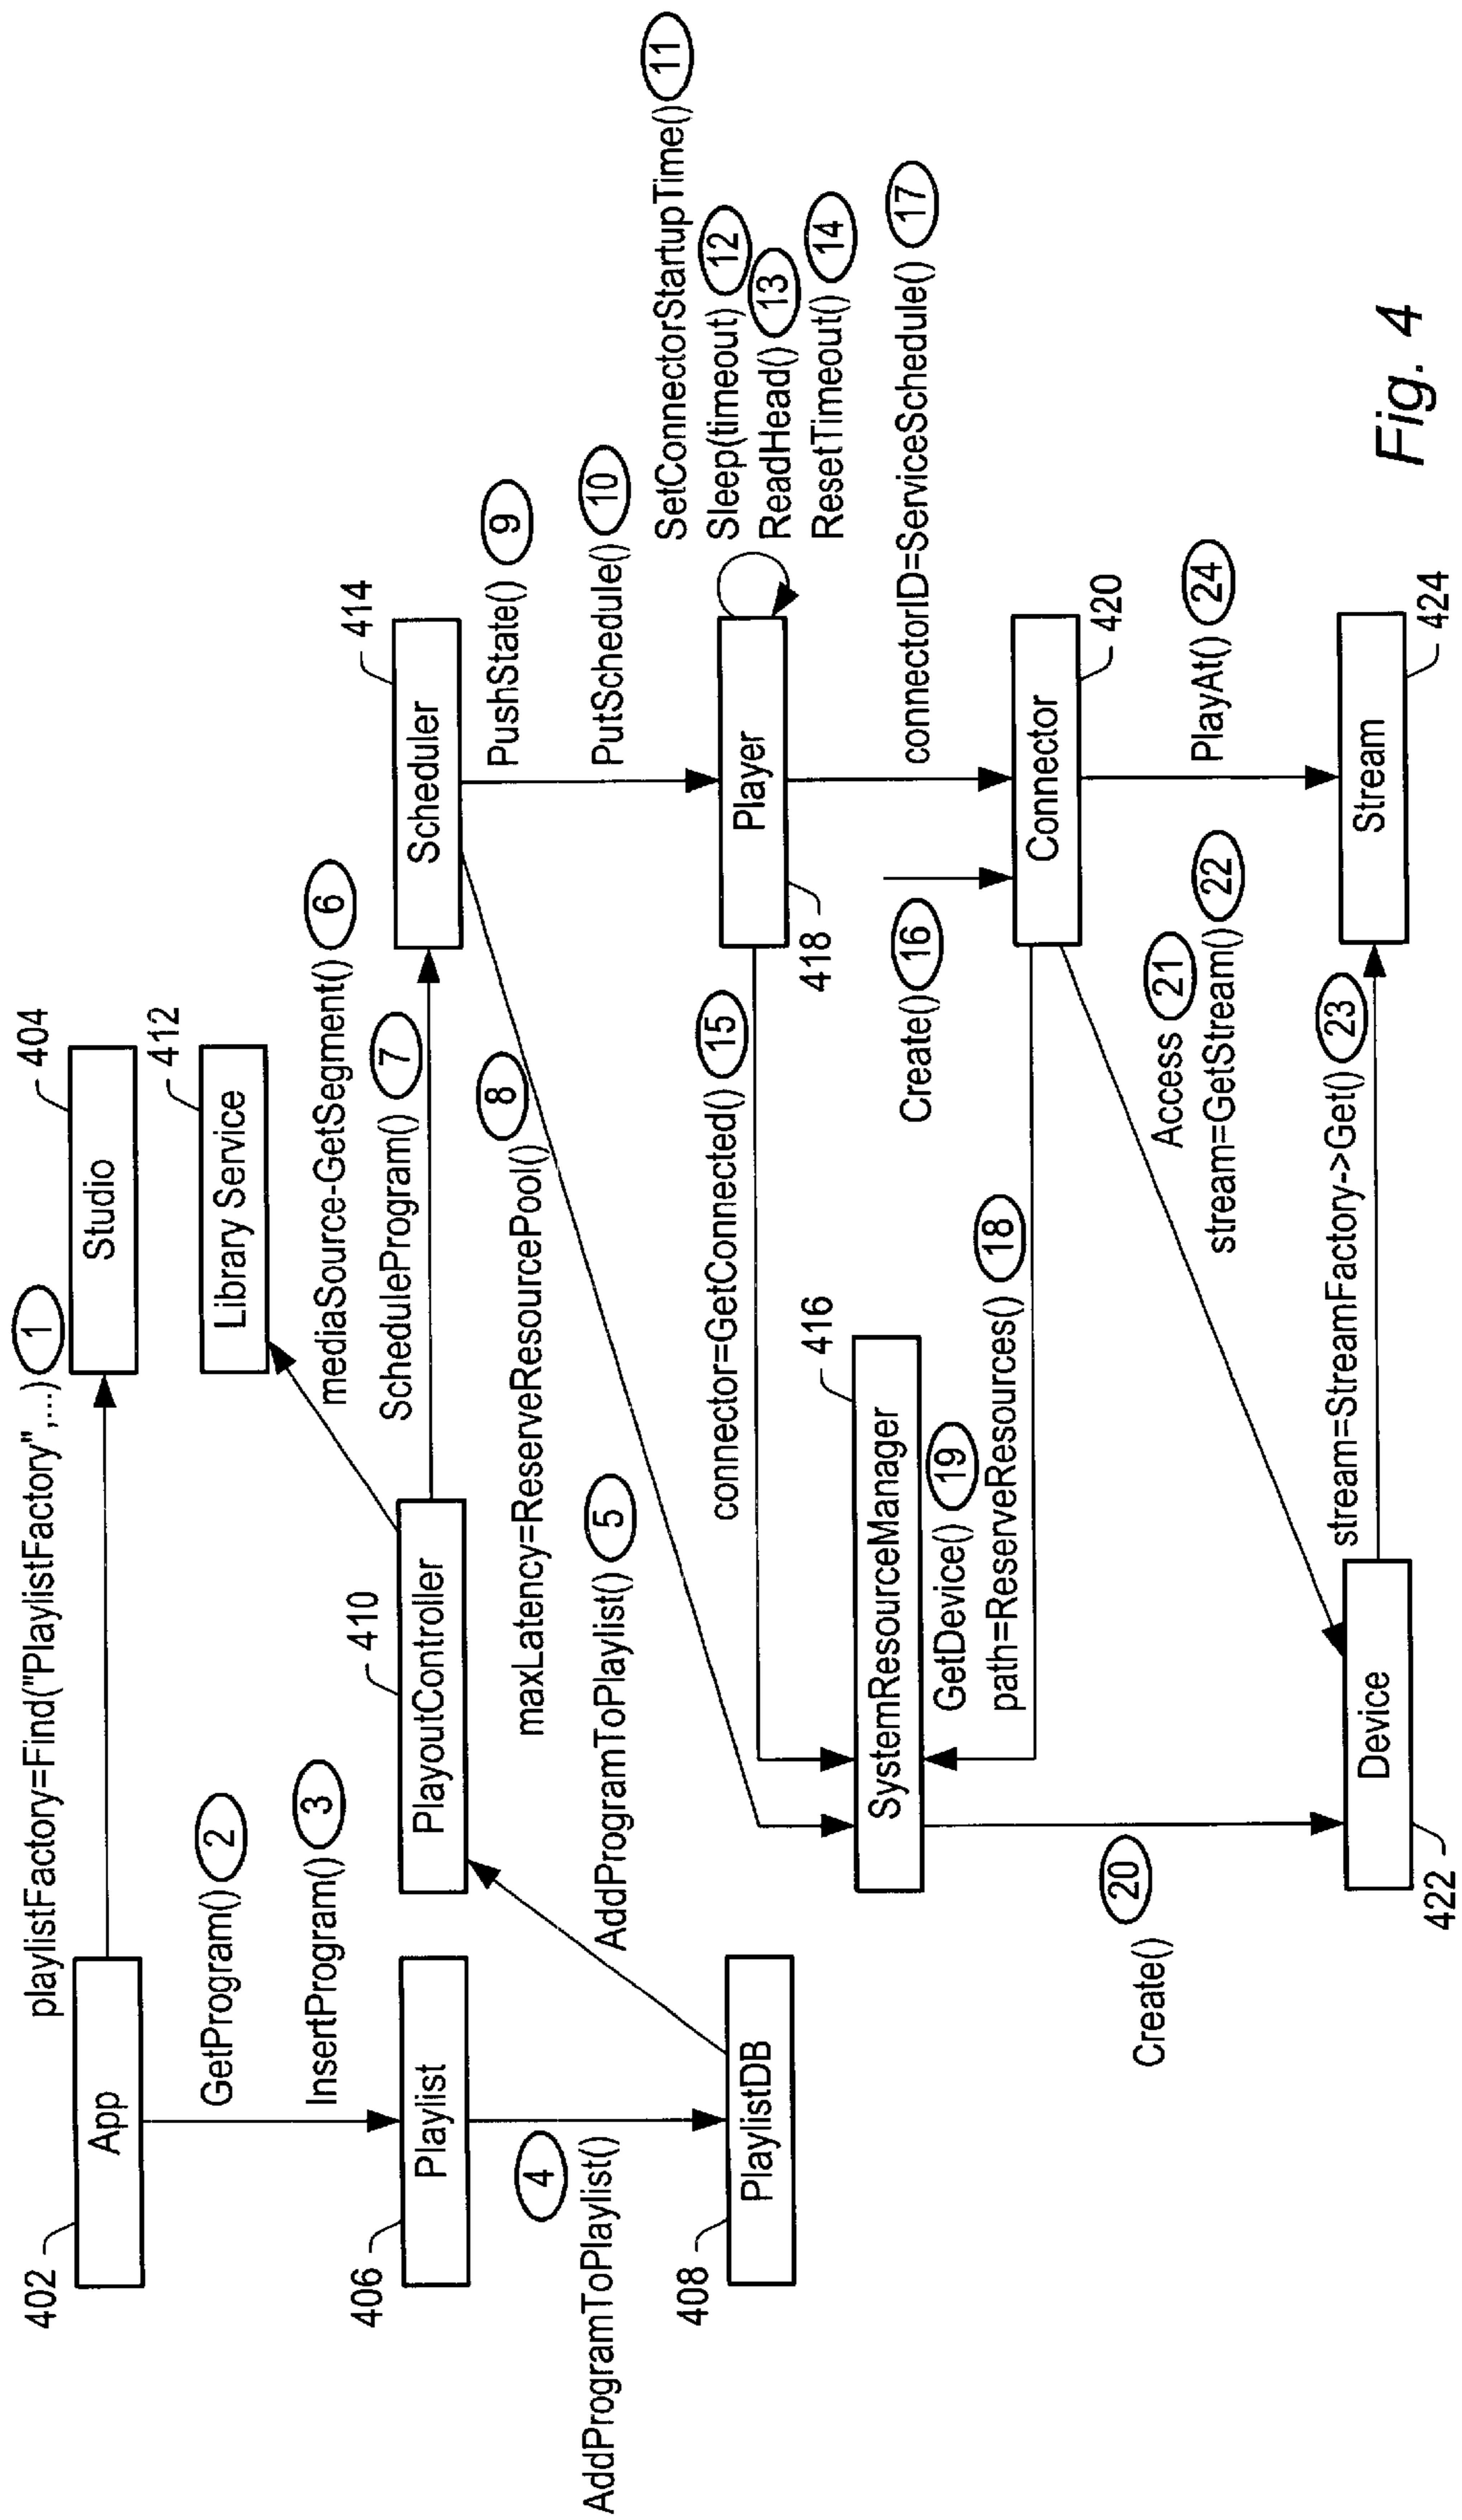 playlistFactory=Find("PlaylistFactory",...) 1
402
App
404
Studio
GetProgram() 2
412
Library Service
InsertProgram() 3
mediaSource-GetSegment() 6
406
Playlist
410
PlayoutController
ScheduleProgram() 7
414
Scheduler
4
AddProgramToPlaylist()
AddProgramToPlaylist() 5
maxLatency=ReserveResourcePool() 8
PushState() 9
PutSchedule() 10
408
PlaylistDB
connector=GetConnected() 15
418
Player
SetConnectorStartupTime() 11
Sleep(timeout) 12
ReadHead() 13
ResetTimeout() 14
416
SystemResourceManager
Create() 16
connectorID=ServiceSchedule() 17
GetDevice() 19
path=ReserveResources() 18
Connector
420
Create() 20
Access 21
stream=GetStream() 22
PlayAt() 24
stream=StreamFactory->Get() 23
Device
422
Stream
424
Fig. 4